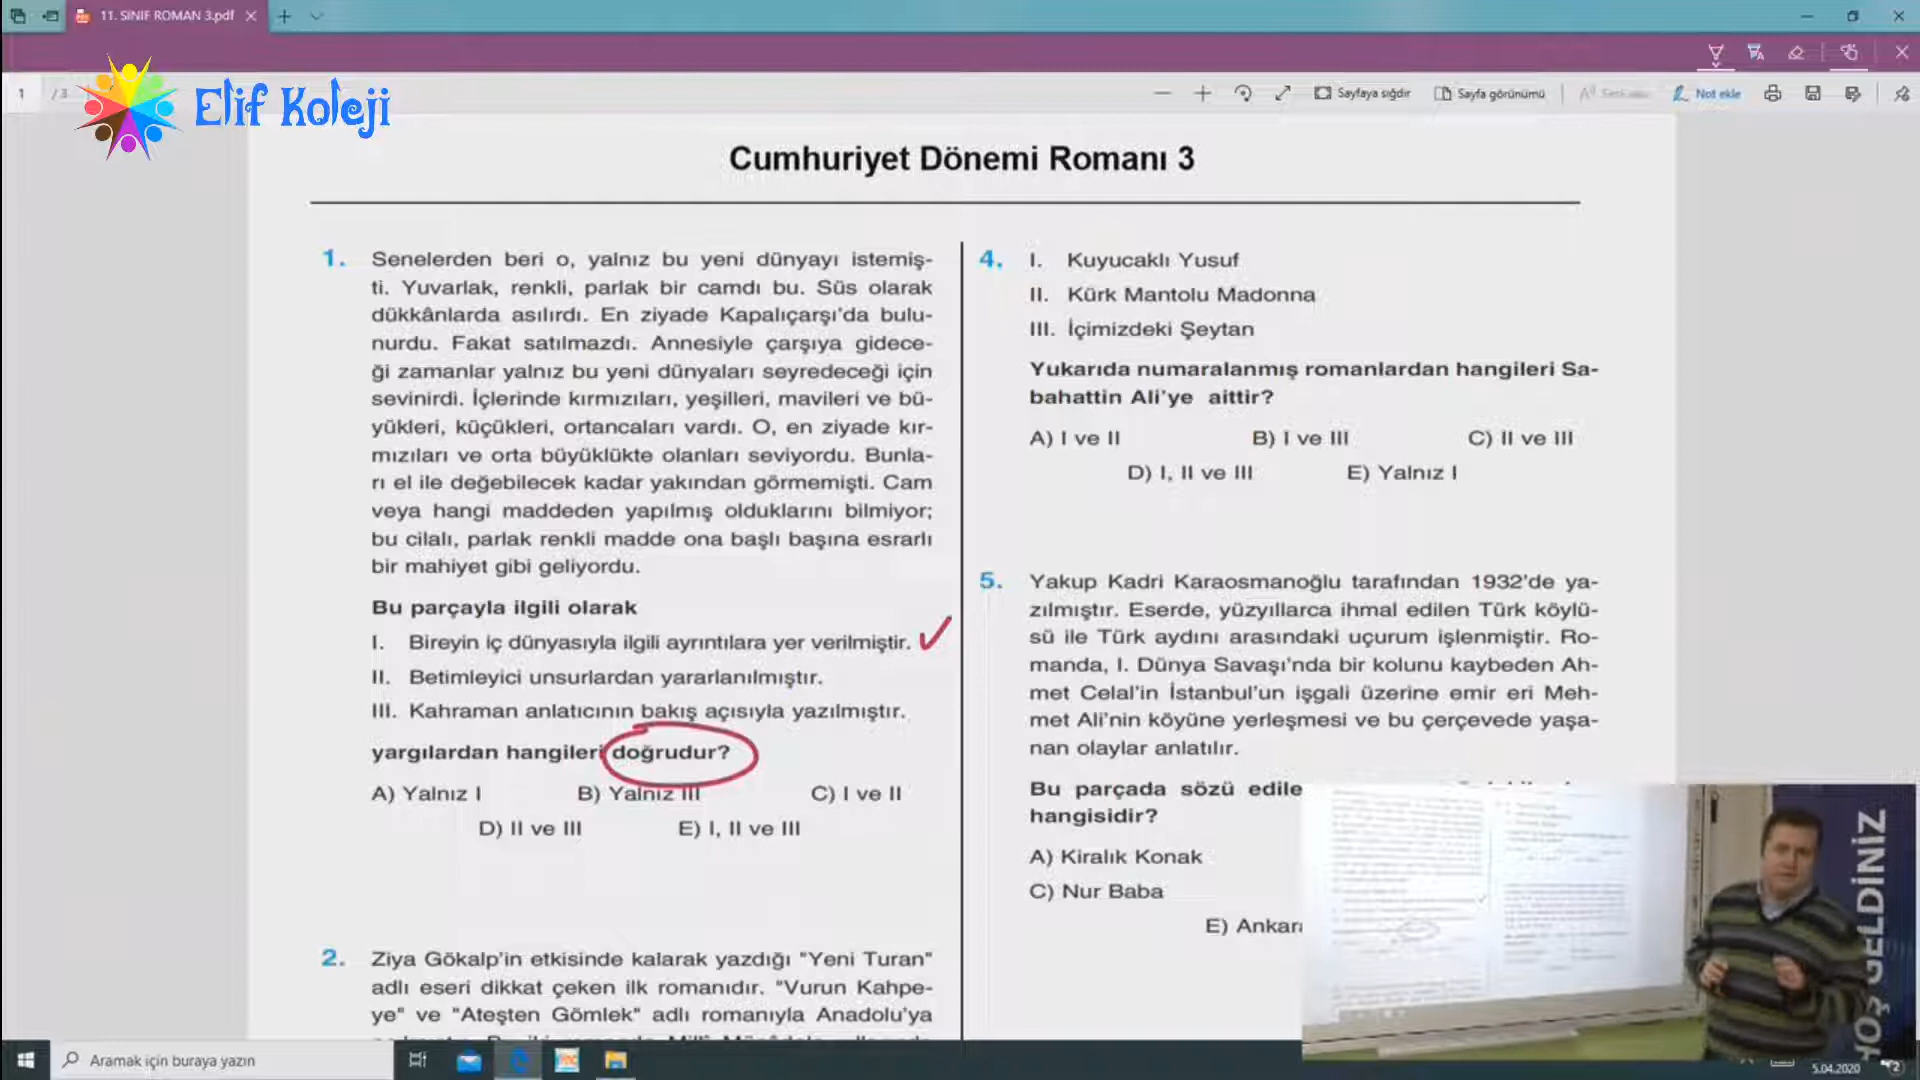 11. SINIF ROMAN 3.pdf
1 / 3
Sayfaya sığdır
Sayfa görünümü
Not ekle
Elif Koleji
Cumhuriyet Dönemi Romanı 3
1. Senelerden beri o, yalnız bu yeni dünyayı istemiş-
ti. Yuvarlak, renkli, parlak bir camdı bu. Süs olarak
dükkânlarda asılırdı. En ziyade Kapalıçarşı'da bulu-
nurdu. Fakat satılmazdı. Annesiyle çarşıya gidece-
ği zamanlar yalnız bu yeni dünyaları seyredeceği için
sevinirdi. İçlerinde kırmızıları, yeşilleri, mavileri ve bü-
yükleri, küçükleri, ortancaları vardı. O, en ziyade kır-
mızıları ve orta büyüklükte olanları seviyordu. Bunla-
rı el ile değebilecek kadar yakından görmemişti. Cam
veya hangi maddeden yapılmış olduklarını bilmiyor;
bu cilalı, parlak renkli madde ona başlı başına esrarlı
bir mahiyet gibi geliyordu.
Bu parçayla ilgili olarak
I. Bireyin iç dünyasıyla ilgili ayrıntılara yer verilmiştir.
II. Betimleyici unsurlardan yararlanılmıştır.
III. Kahraman anlatıcının bakış açısıyla yazılmıştır.
yargılardan hangileri doğrudur?
A) Yalnız I B) Yalnız III C) I ve II
D) II ve III E) I, II ve III
2. Ziya Gökalp'in etkisinde kalarak yazdığı "Yeni Turan"
adlı eseri dikkat çeken ilk romanıdır. "Vurun Kahpe-
ye" ve "Ateşten Gömlek" adlı romanıyla Anadolu'ya
4. I. Kuyucaklı Yusuf
II. Kürk Mantolu Madonna
III. İçimizdeki Şeytan
Yukarıda numaralanmış romanlardan hangileri Sa-
bahattin Ali'ye aittir?
A) I ve II B) I ve III C) II ve III
D) I, II ve III E) Yalnız I
5. Yakup Kadri Karaosmanoğlu tarafından 1932'de ya-
zılmıştır. Eserde, yüzyıllarca ihmal edilen Türk köylü-
sü ile Türk aydını arasındaki uçurum işlenmiştir. Ro-
manda, I. Dünya Savaşı'nda bir kolunu kaybeden Ah-
met Celal'in İstanbul'un işgali üzerine emir eri Meh-
met Ali'nin köyüne yerleşmesi ve bu çerçevede yaşa-
nan olaylar anlatılır.
Bu parçada sözü edile
hangisidir?
A) Kiralık Konak
C) Nur Baba
E) Ankara
HOŞ GELDİNİZ
Aramak için buraya yazın
5.04.2020
2